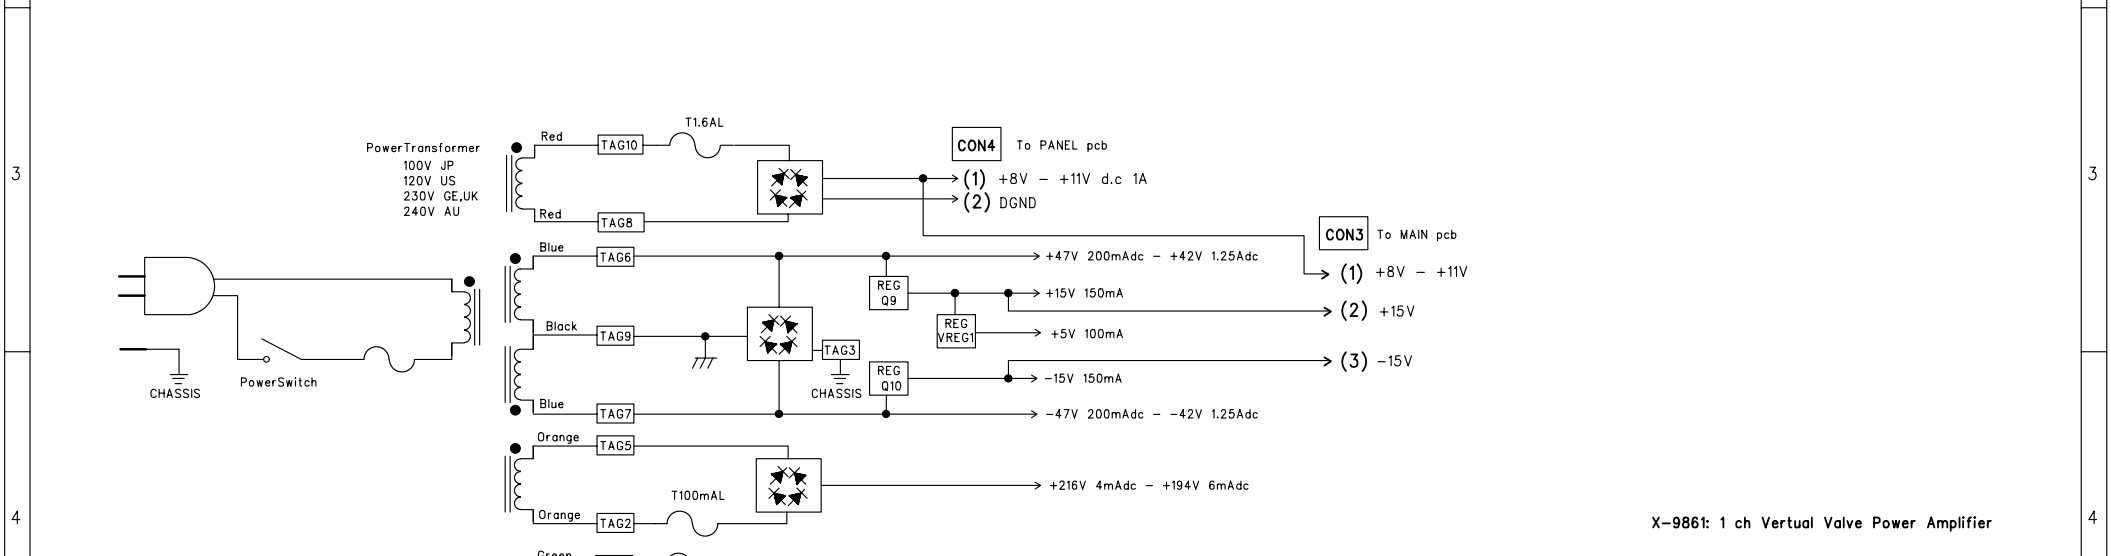 T1.6AL
Red
TAG10
CON4 To PANEL pcb
PowerTransformer
100V JP
120V US
230V GE,UK
240V AU
3
3
(1) +8V - +11V d.c 1A
(2) DGND
Red
TAG8
CON3 To MAIN pcb
Blue
TAG6
+47V 200mAdc - +42V 1.25Adc
(1) +8V - +11V
REG
Q9
+15V 150mA
(2) +15V
Black
TAG9
REG
VREG1
+5V 100mA
TAG3
(3) -15V
REG
Q10
-15V 150mA
PowerSwitch
CHASSIS
CHASSIS
Blue
TAG7
-47V 200mAdc - -42V 1.25Adc
Orange
TAG5
+216V 4mAdc - +194V 6mAdc
T100mAL
Orange
TAG2
4
4
X-9861: 1 ch Vertual Valve Power Amplifier
Green